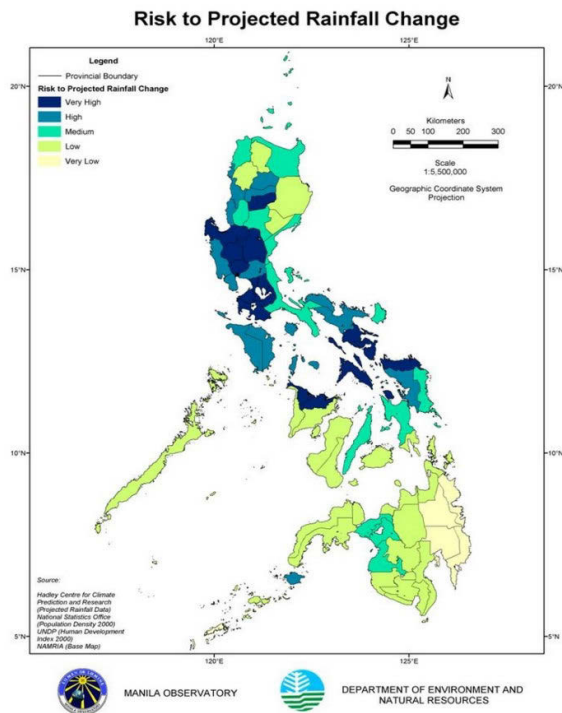 Risk to Projected Rainfall Change
120°E
125°E
Legend
Provincial Boundary
Risk to Projected Rainfall Change
Very High
High
Medium
Low
Very Low
N
Kilometers
0 50 100 200 300
Scale
1:5,500,000
Geographic Coordinate System
Projection
20°N
20°N
15°N
15°N
10°N
10°N
5°N
5°N
Source:
Hadley Centre for Climate
Prediction and Research
(Projected Rainfall Data)
National Statistics Office
(Population Density 2000)
UNDP (Human Development
Index 2000)
NAMRIA (Base Map)
120°E
125°E
MANILA OBSERVATORY
DEPARTMENT OF ENVIRONMENT AND
NATURAL RESOURCES